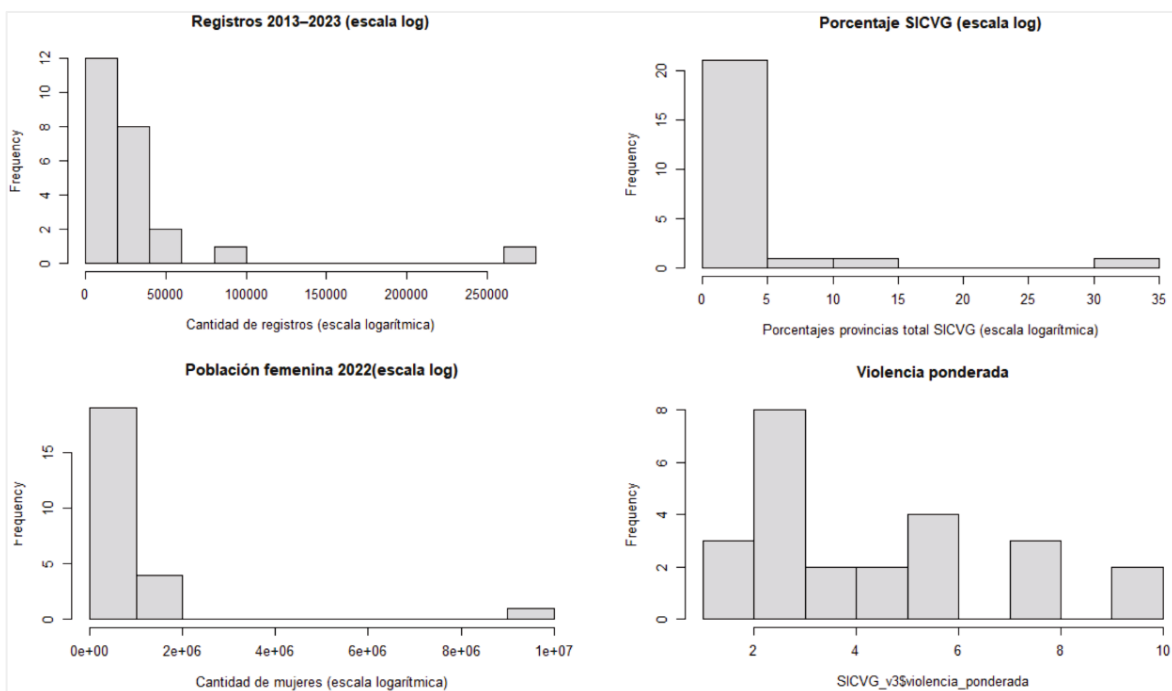 Registros 2013–2023 (escala log)
Frequency
12
10
8
6
4
2
0
0 50000 100000 150000 200000 250000
Cantidad de registros (escala logarítmica)
Porcentaje SICVG (escala log)
Frequency
20
15
10
5
0
0 5 10 15 20 25 30 35
Porcentajes provincias total SICVG (escala logarítmica)
Población femenina 2022(escala log)
Frequency
15
10
5
0
0e+00 2e+06 4e+06 6e+06 8e+06 1e+07
Cantidad de mujeres (escala logarítmica)
Violencia ponderada
Frequency
8
6
4
2
0
2 4 6 8 10
SICVG_v3$violencia_ponderada